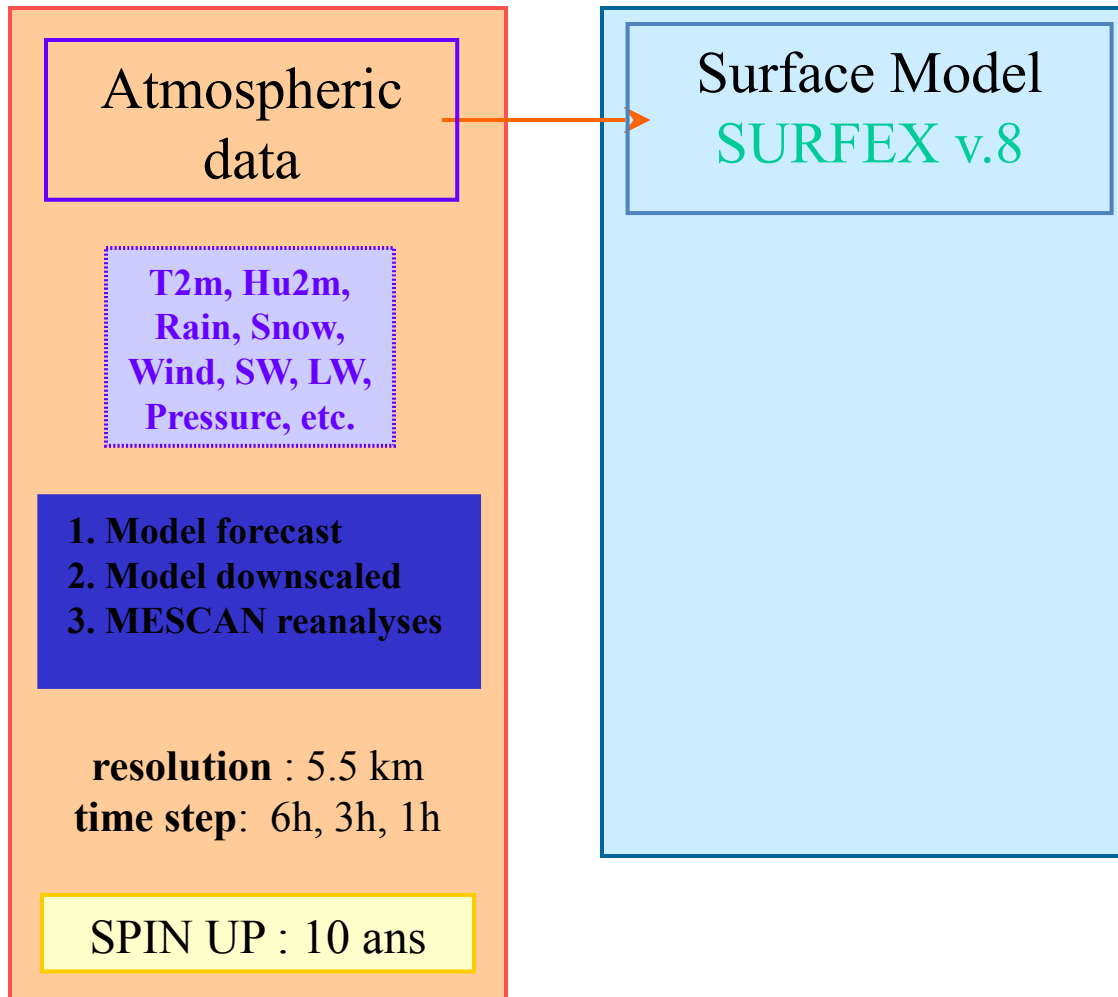 Atmospheric
data
T2m, Hu2m,
Rain, Snow,
Wind, SW, LW,
Pressure, etc.
1. Model forecast
2. Model downscaled
3. MESCAN reanalyses
resolution : 5.5 km
time step:  6h, 3h, 1h
SPIN UP : 10 ans
Surface Model
SURFEX v.8